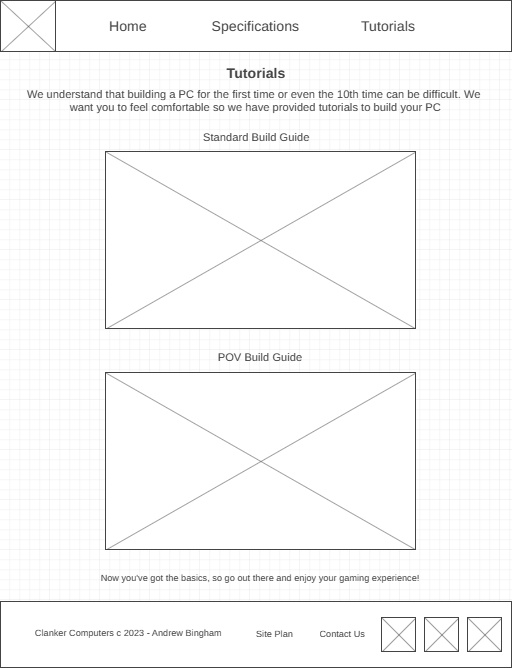 Home Specifications Tutorials
Tutorials
We understand that building a PC for the first time or even the 10th time can be difficult. We
want you to feel comfortable so we have provided tutorials to build your PC
Standard Build Guide
POV Build Guide
Now you've got the basics, so go out there and enjoy your gaming experience!
Clanker Computers c 2023 - Andrew Bingham Site Plan Contact Us